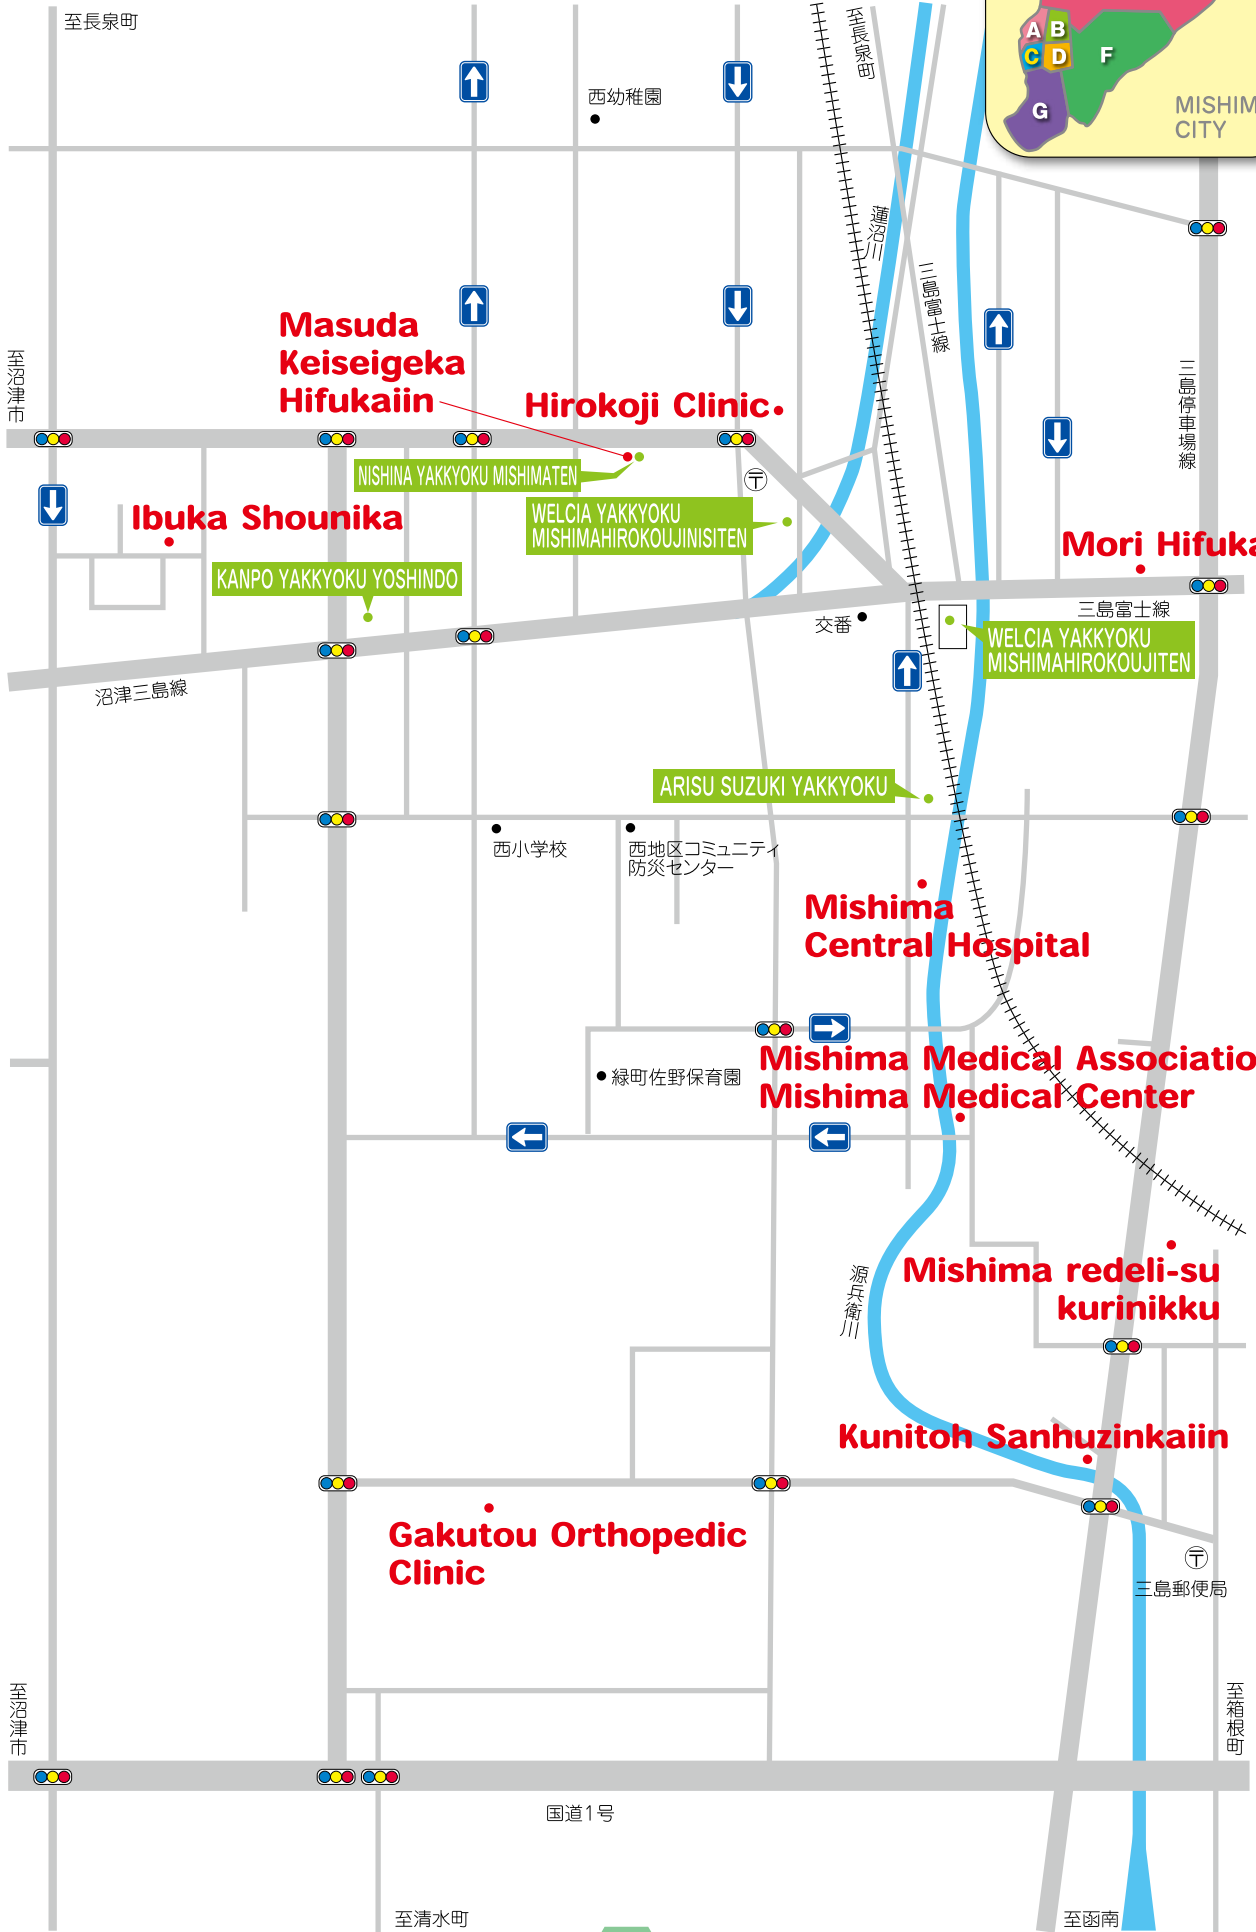 至長泉町
西幼稚園
至長泉町
A
B
C
D
F
G
MISHIM
CITY
蓮沼川
三島富士線
三島停車場線
至沼津市
Masuda
Keiseigeka
Hifukaiin
Hirokoji Clinic
NISHINA YAKKYOKU MISHIMATEN
〒
WELCIA YAKKYOKU
MISHIMAHIROKOUJINISITEN
Ibuka Shounika
KANPO YAKKYOKU YOSHINDO
Mori Hifuka
三島富士線
交番
WELCIA YAKKYOKU
MISHIMAHIROKOUJITEN
沼津三島線
ARISU SUZUKI YAKKYOKU
西小学校
西地区コミュニティ
防災センター
Mishima
Central Hospital
Mishima Medical Associatio
Mishima Medical Center
緑町佐野保育園
源兵衛川
Mishima redeli-su
kurinikku
Kunitoh Sanhuzinkaiin
Gakutou Orthopedic
Clinic
〒
三島郵便局
至沼津市
至箱根町
国道1号
至清水町
至函南